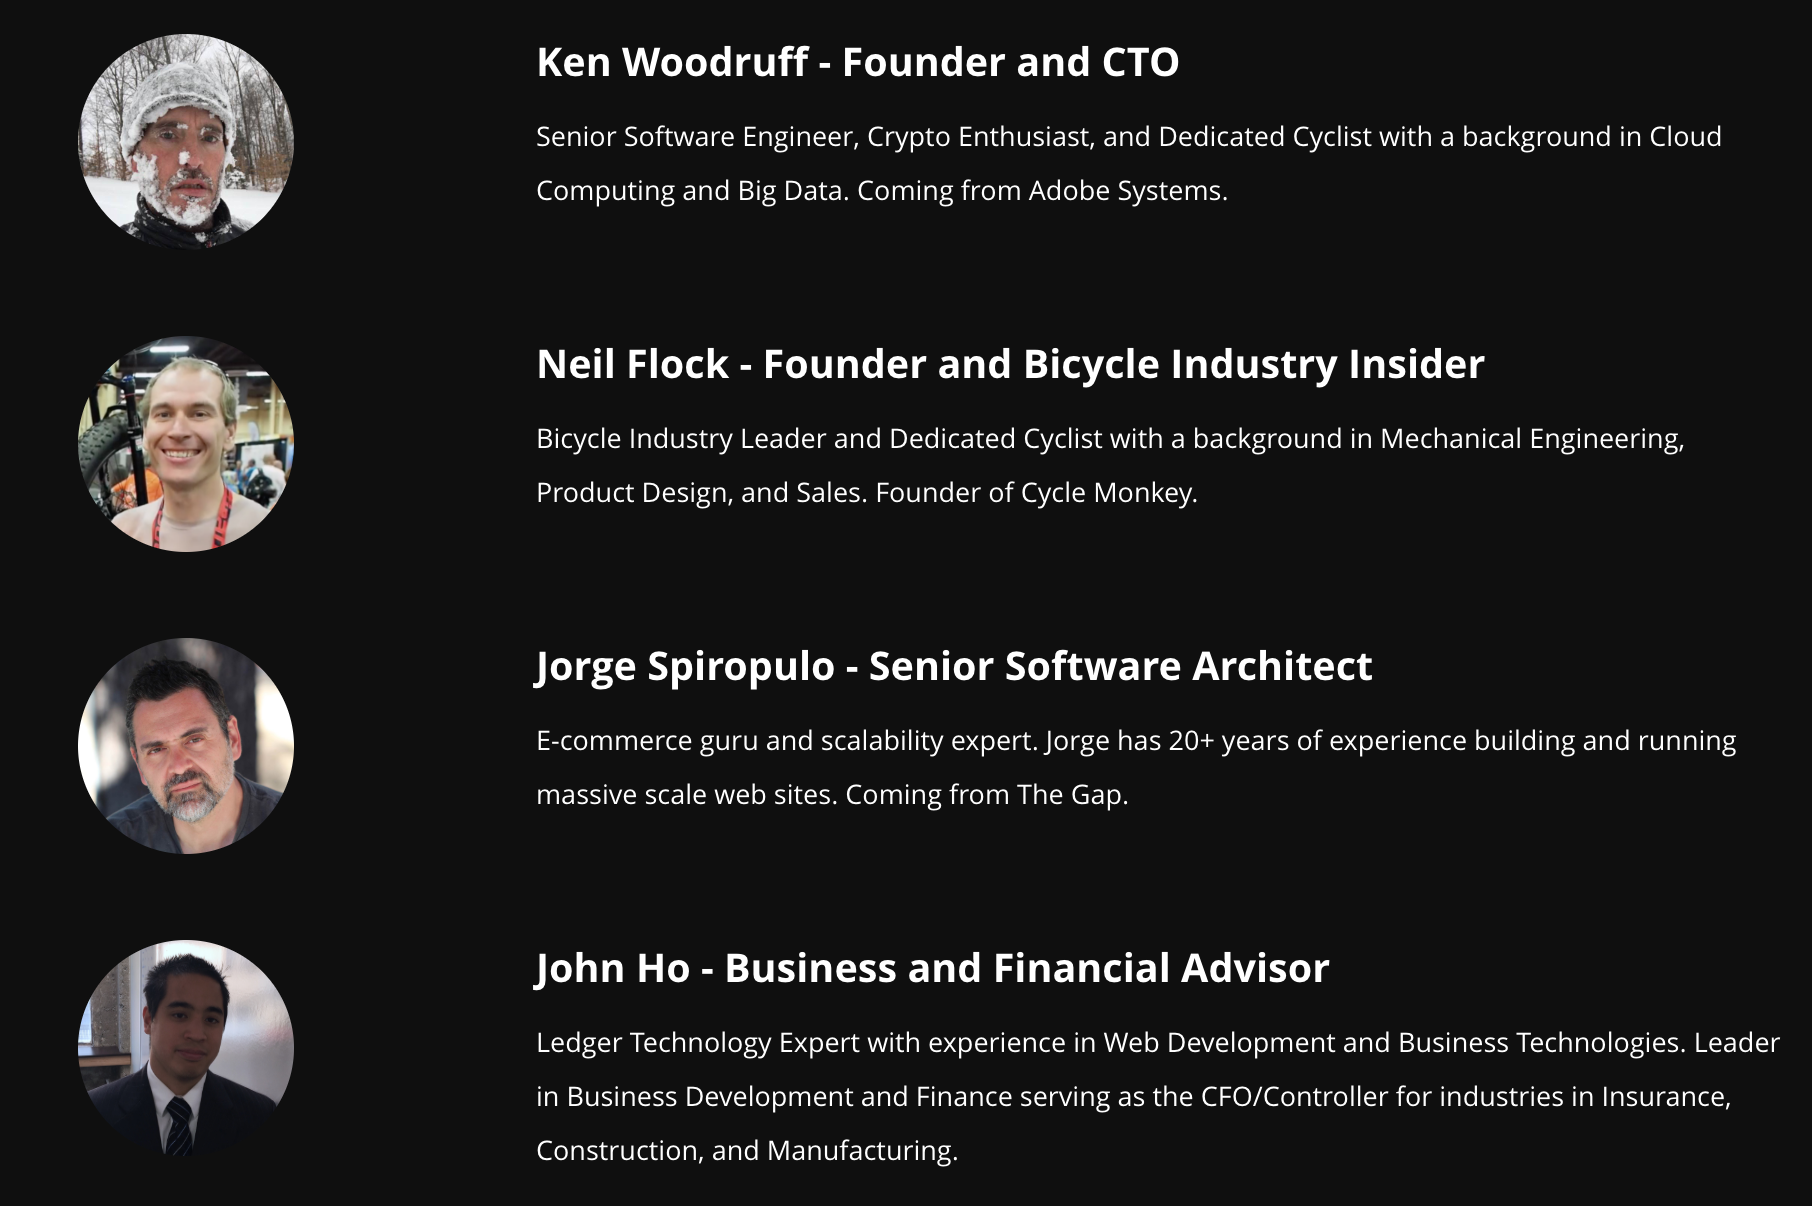 Ken Woodruff - Founder and CTO
Senior Software Engineer, Crypto Enthusiast, and Dedicated Cyclist with a background in Cloud
Computing and Big Data. Coming from Adobe Systems.
Neil Flock - Founder and Bicycle Industry Insider
Bicycle Industry Leader and Dedicated Cyclist with a background in Mechanical Engineering,
Product Design, and Sales. Founder of Cycle Monkey.
Jorge Spiropulo - Senior Software Architect
E-commerce guru and scalability expert. Jorge has 20+ years of experience building and running
massive scale web sites. Coming from The Gap.
John Ho - Business and Financial Advisor
Ledger Technology Expert with experience in Web Development and Business Technologies. Leader
in Business Development and Finance serving as the CFO/Controller for industries in Insurance,
Construction, and Manufacturing.